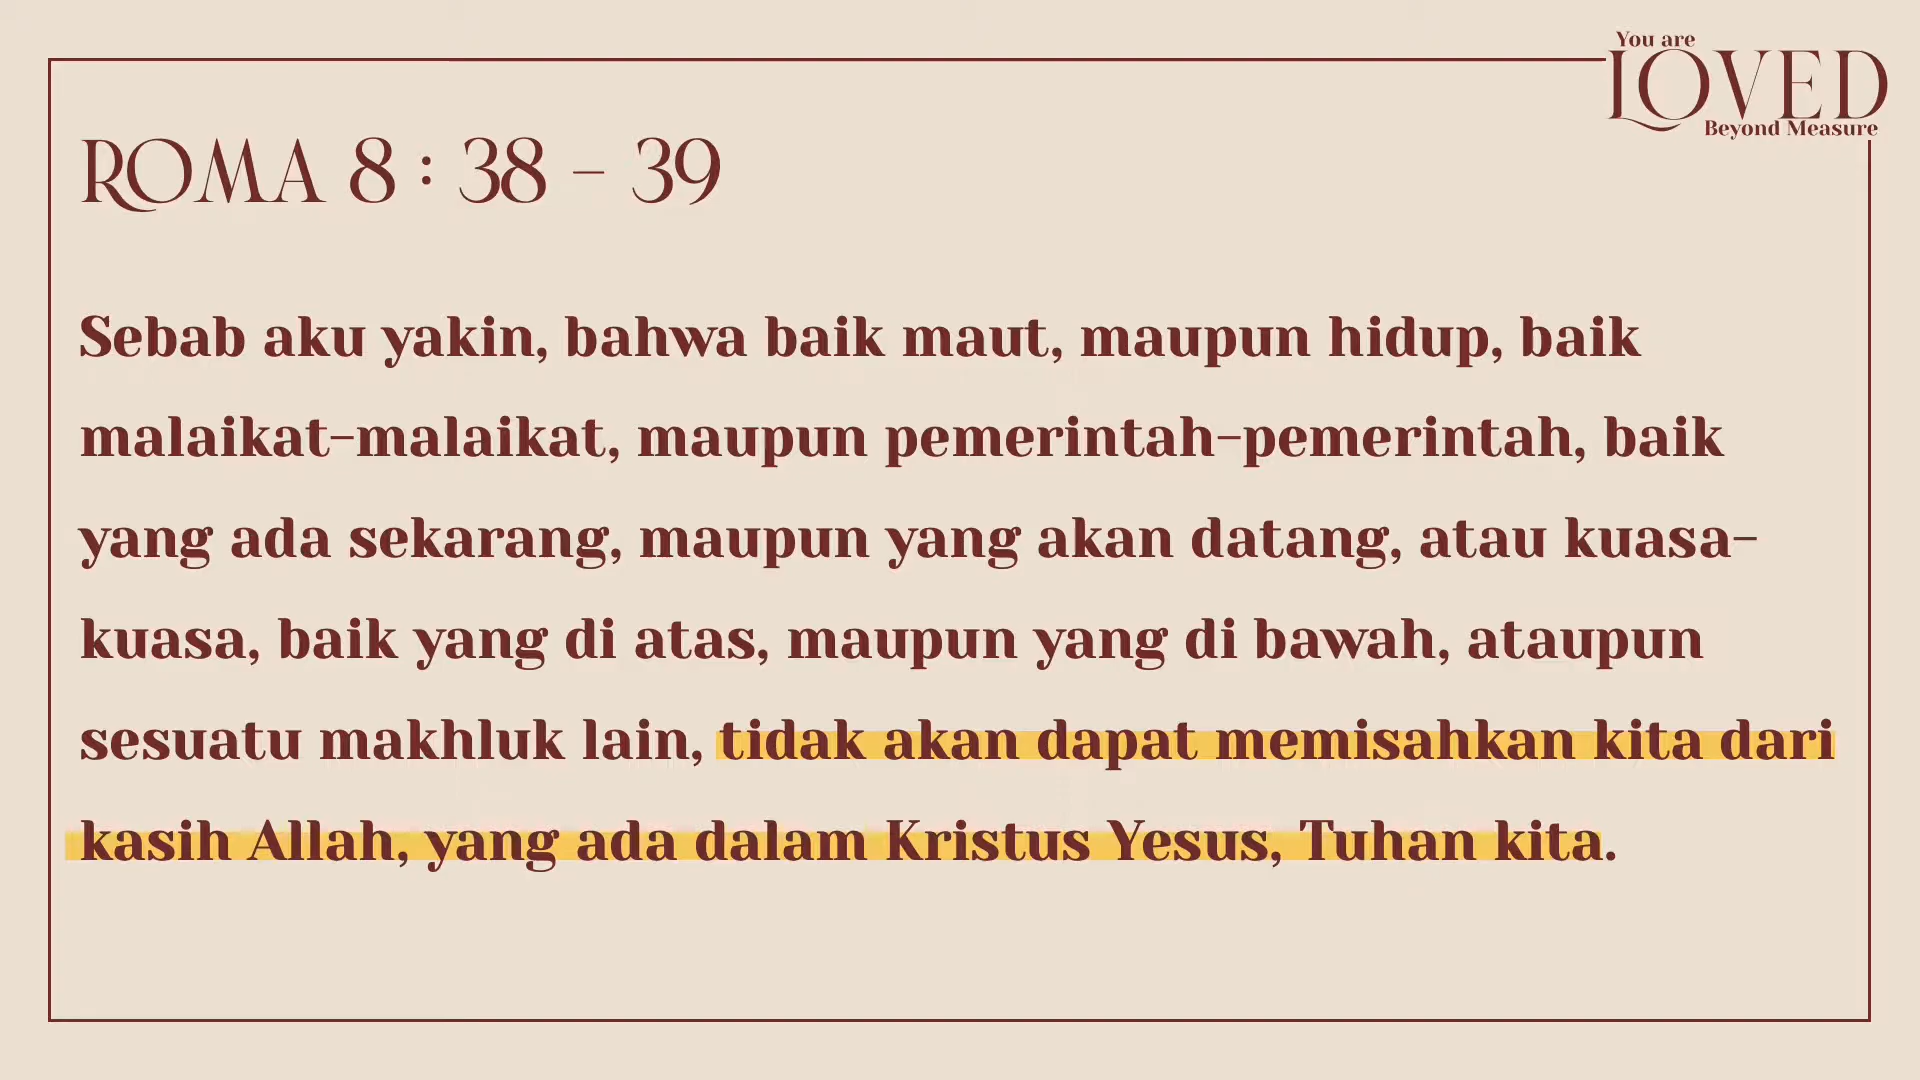 You are
LOVED
Beyond Measure
ROMA 8 : 38 - 39
Sebab aku yakin, bahwa baik maut, maupun hidup, baik
malaikat-malaikat, maupun pemerintah-pemerintah, baik
yang ada sekarang, maupun yang akan datang, atau kuasa-
kuasa, baik yang di atas, maupun yang di bawah, ataupun
sesuatu makhluk lain, tidak akan dapat memisahkan kita dari
kasih Allah, yang ada dalam Kristus Yesus, Tuhan kita.